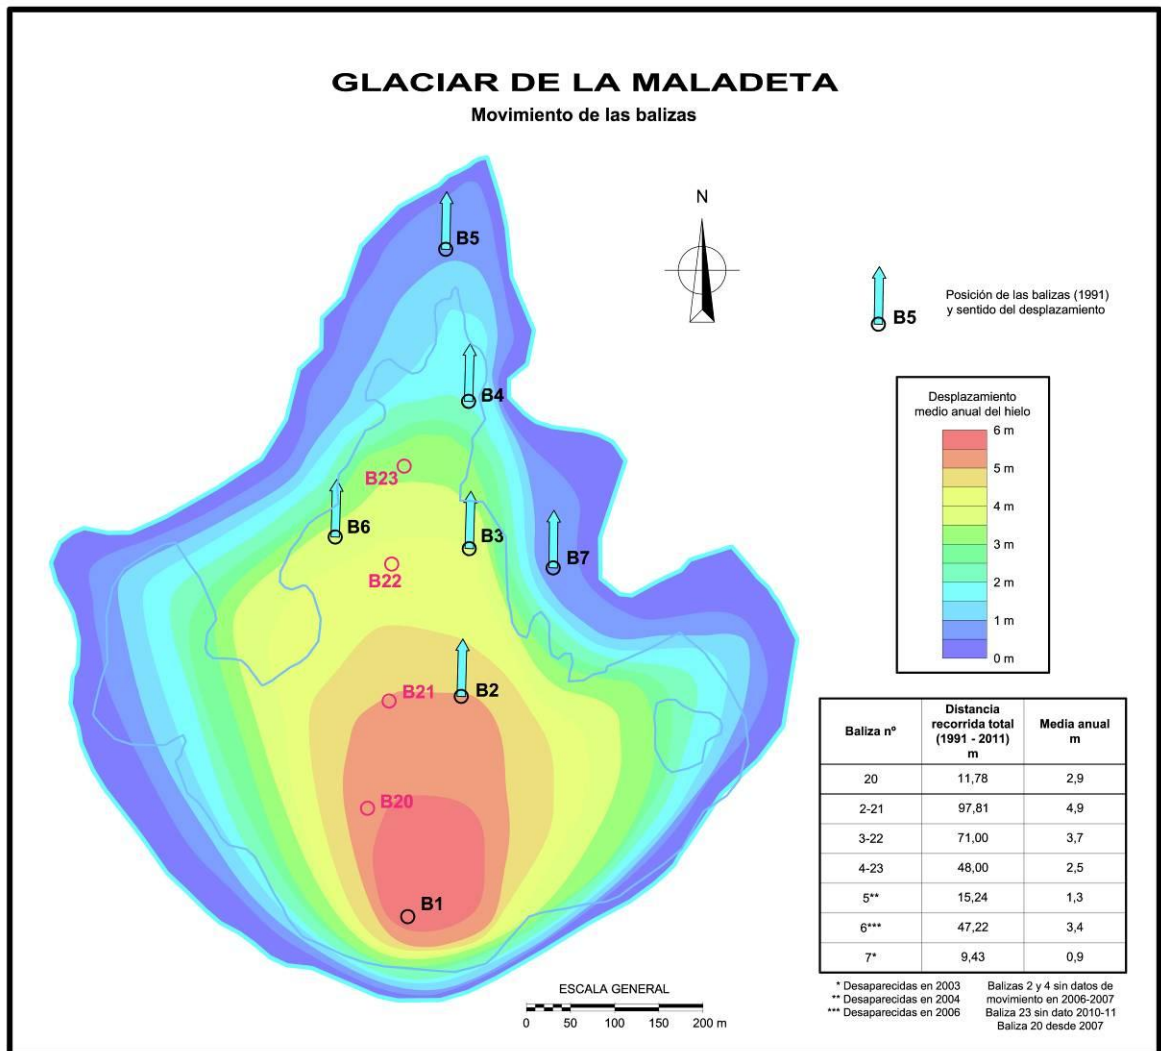 GLACIAR DE LA MALADETA
Movimiento de las balizas
N
B5
B5
Posición de las balizas (1991)
y sentido del desplazamiento
B4
B23
B6
B3
B22
B7
B21
B2
B20
B1
Desplazamiento
medio anual del hielo
6 m
5 m
4 m
3 m
2 m
1 m
0 m
Baliza nº Distancia recorrida total (1991 - 2011) m Media anual m
20 11,78 2,9
2-21 97,81 4,9
3-22 71,00 3,7
4-23 48,00 2,5
5** 15,24 1,3
6*** 47,22 3,4
7* 9,43 0,9
* Desaparecidas en 2003
** Desaparecidas en 2004
*** Desaparecidas en 2006
Balizas 2 y 4 sin datos de
movimiento en 2006-2007
Baliza 23 sin dato 2010-11
Baliza 20 desde 2007
ESCALA GENERAL
0 50 100 150 200 m